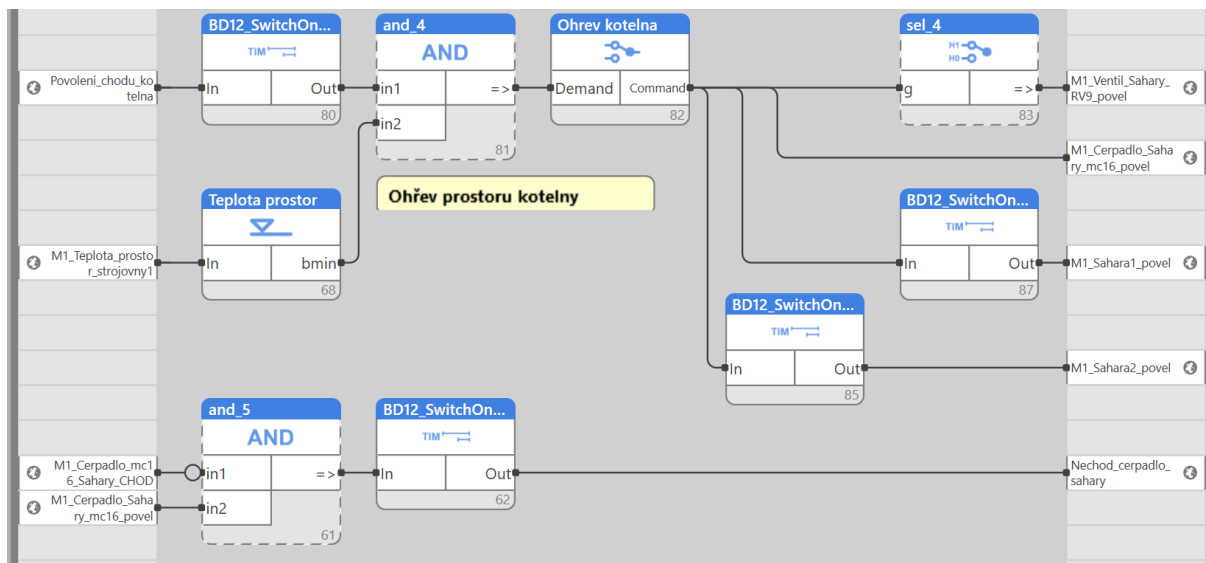 BD12_SwitchOn...
and_4
Ohrev kotelna
sel_4
TIM
AND
H1
H0
Povoleni_chodu_ko
telna
In
Out
in1
=>
Demand
Command
g
=>
M1_Ventil_Sahary_
RV9_povel
80
in2
82
83
81
M1_Cerpadlo_Saha
ry_mc16_povel
Ohřev prostoru kotelny
Teplota prostor
BD12_SwitchOn...
TIM
M1_Teplota_prosto
r_strojovny1
In
bmin
In
Out
M1_Sahara1_povel
68
87
BD12_SwitchOn...
TIM
In
Out
M1_Sahara2_povel
85
and_5
BD12_SwitchOn...
AND
TIM
M1_Cerpadlo_mc1
6_Sahary_CHOD
in1
=>
In
Out
Nechod_cerpadlo_
sahary
M1_Cerpadlo_Saha
ry_mc16_povel
in2
62
61